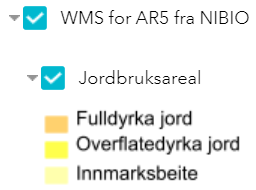 WMS for AR5 fra NIBIO
Jordbruksareal
Fulldyrka jord
Overflatedyrka jord
Innmarksbeite